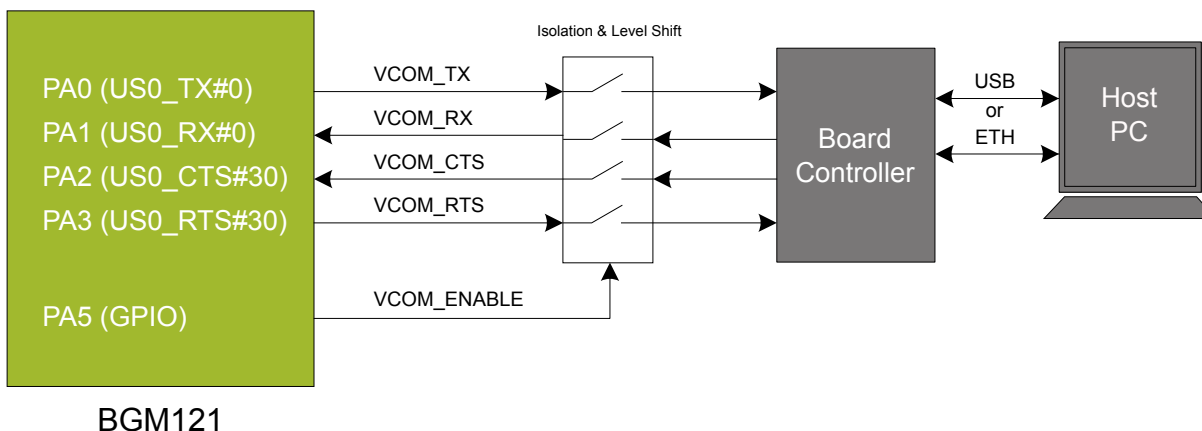 Isolation & Level Shift
PA0 (US0_TX#0)
VCOM_TX
PA1 (US0_RX#0)
VCOM_RX
PA2 (US0_CTS#30)
VCOM_CTS
PA3 (US0_RTS#30)
VCOM_RTS
PA5 (GPIO)
VCOM_ENABLE
Board
Controller
USB
or
ETH
Host
PC
BGM121